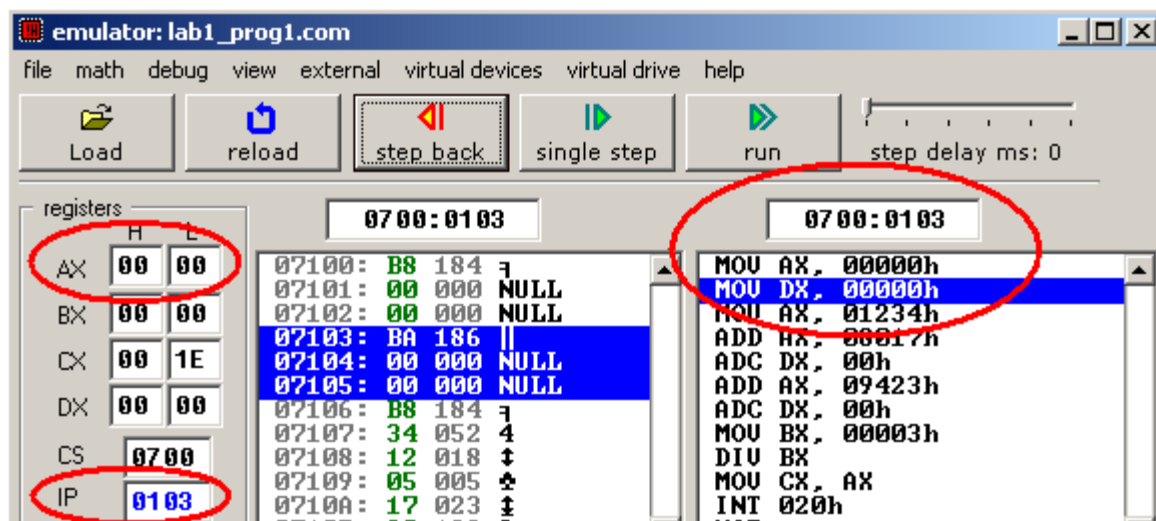 emulator: lab1_prog1.com
file math debug view external virtual devices virtual drive help
Load reload step back single step run step delay ms: 0
registers
H L
AX 00 00
BX 00 00
CX 00 1E
DX 00 00
CS 0700
IP 0103
0700:0103
07100: B8 184 ╕
07101: 00 000 NULL
07102: 00 000 NULL
07103: BA 186 ║
07104: 00 000 NULL
07105: 00 000 NULL
07106: B8 184 ╕
07107: 34 052 4
07108: 12 018 ↕
07109: 05 005 ♣
0710A: 17 023 ↨
0700:0103
MOV AX, 00000h
MOV DX, 00000h
MOV AX, 01234h
ADD AX, 00017h
ADC DX, 00h
ADD AX, 09423h
ADC DX, 00h
MOV BX, 00003h
DIV BX
MOV CX, AX
INT 020h